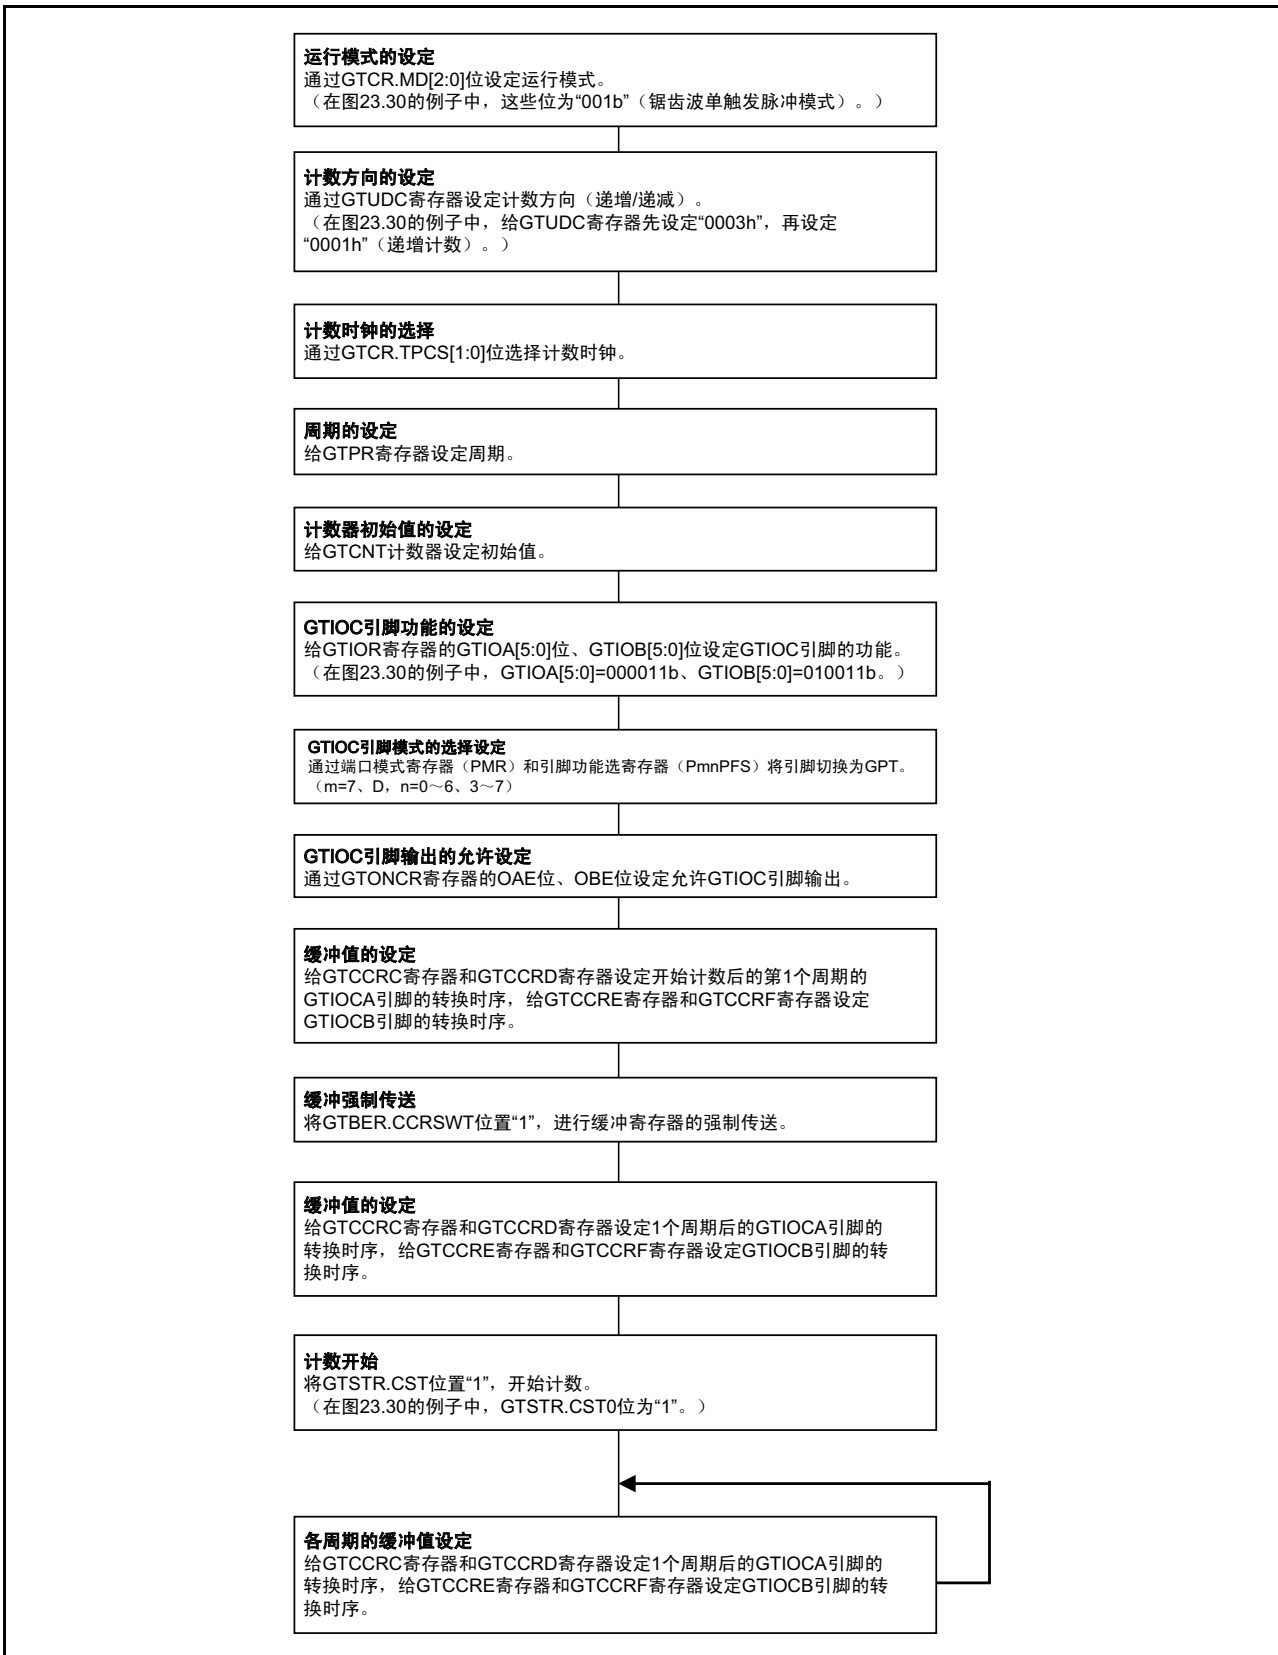 运行模式的设定
通过GTCR.MD[2:0]位设定运行模式。
（在图23.30的例子中，这些位为“001b”（锯齿波单触发脉冲模式）。）
计数方向的设定
通过GTUDC寄存器设定计数方向（递增/递减）。
（在图23.30的例子中，给GTUDC寄存器先设定“0003h”，再设定
“0001h”（递增计数）。）
计数时钟的选择
通过GTCR.TPCS[1:0]位选择计数时钟。
周期的设定
给GTPR寄存器设定周期。
计数器初始值的设定
给GTCNT计数器设定初始值。
GTIOC引脚功能的设定
给GTIOR寄存器的GTIOA[5:0]位、GTIOB[5:0]位设定GTIOC引脚的功能。
（在图23.30的例子中，GTIOA[5:0]=000011b、GTIOB[5:0]=010011b。）
GTIOC引脚模式的选择设定
通过端口模式寄存器（PMR）和引脚功能选寄存器（PmnPFS）将引脚切换为GPT。
（m=7、D，n=0～6、3～7）
GTIOC引脚输出的允许设定
通过GTONCR寄存器的OAE位、OBE位设定允许GTIOC引脚输出。
缓冲值的设定
给GTCCRC寄存器和GTCCRD寄存器设定开始计数后的第1个周期的
GTIOCA引脚的转换时序，给GTCCRE寄存器和GTCCRF寄存器设定
GTIOCB引脚的转换时序。
缓冲强制传送
将GTBER.CCRSWT位置“1”，进行缓冲寄存器的强制传送。
缓冲值的设定
给GTCCRC寄存器和GTCCRD寄存器设定1个周期后的GTIOCA引脚的
转换时序，给GTCCRE寄存器和GTCCRF寄存器设定GTIOCB引脚的转
换时序。
计数开始
将GTSTR.CST位置“1”，开始计数。
（在图23.30的例子中，GTSTR.CST0位为“1”。）
各周期的缓冲值设定
给GTCCRC寄存器和GTCCRD寄存器设定1个周期后的GTIOCA引脚的
转换时序，给GTCCRE寄存器和GTCCRF寄存器设定GTIOCB引脚的转
换时序。